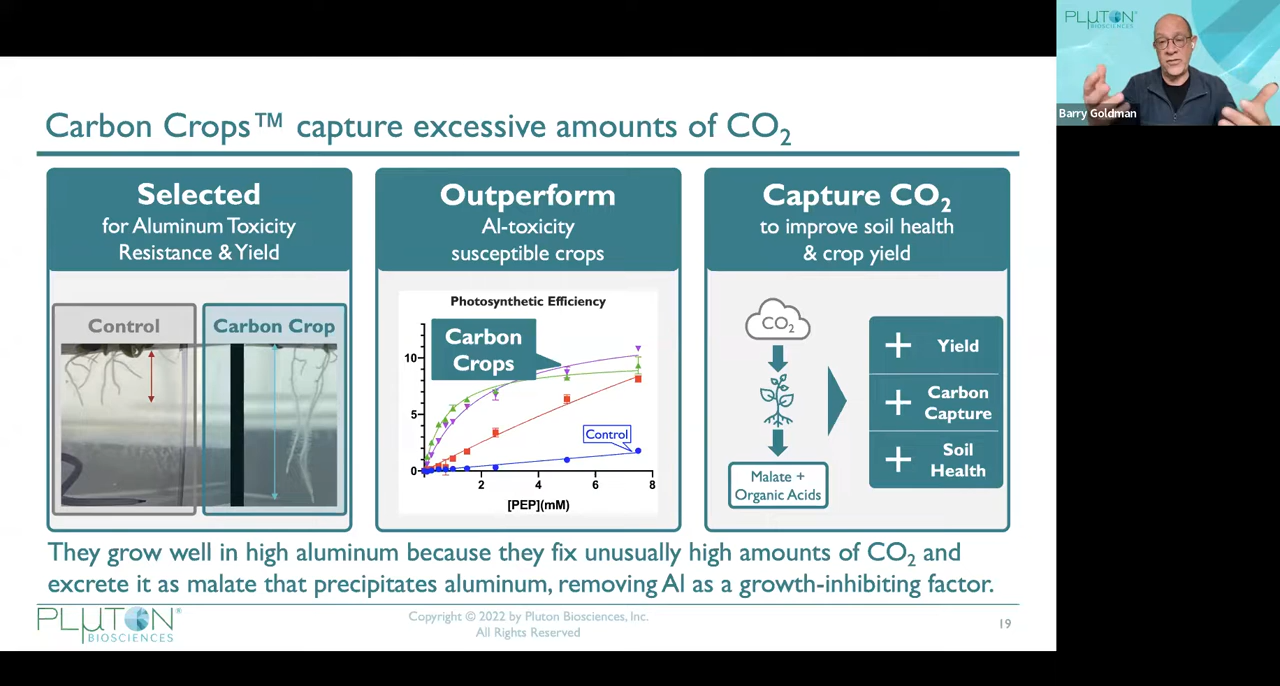 PLUTON
BIOSCIENCES
Barry Goldman
Carbon Crops™ capture excessive amounts of CO₂
Selected
for Aluminum Toxicity
Resistance & Yield
Control
Carbon Crop
Outperform
Al-toxicity
susceptible crops
Photosynthetic Efficiency
Carbon
Crops
Control
10
5
0
2
4
6
8
[PEP](mM)
Capture CO₂
to improve soil health
& crop yield
CO₂
Malate +
Organic Acids
+ Yield
+ Carbon
Capture
+ Soil
Health
They grow well in high aluminum because they fix unusually high amounts of CO₂ and
excrete it as malate that precipitates aluminum, removing Al as a growth-inhibiting factor.
PLUTON®
BIOSCIENCES
Copyright © 2022 by Pluton Biosciences, Inc.
All Rights Reserved
19